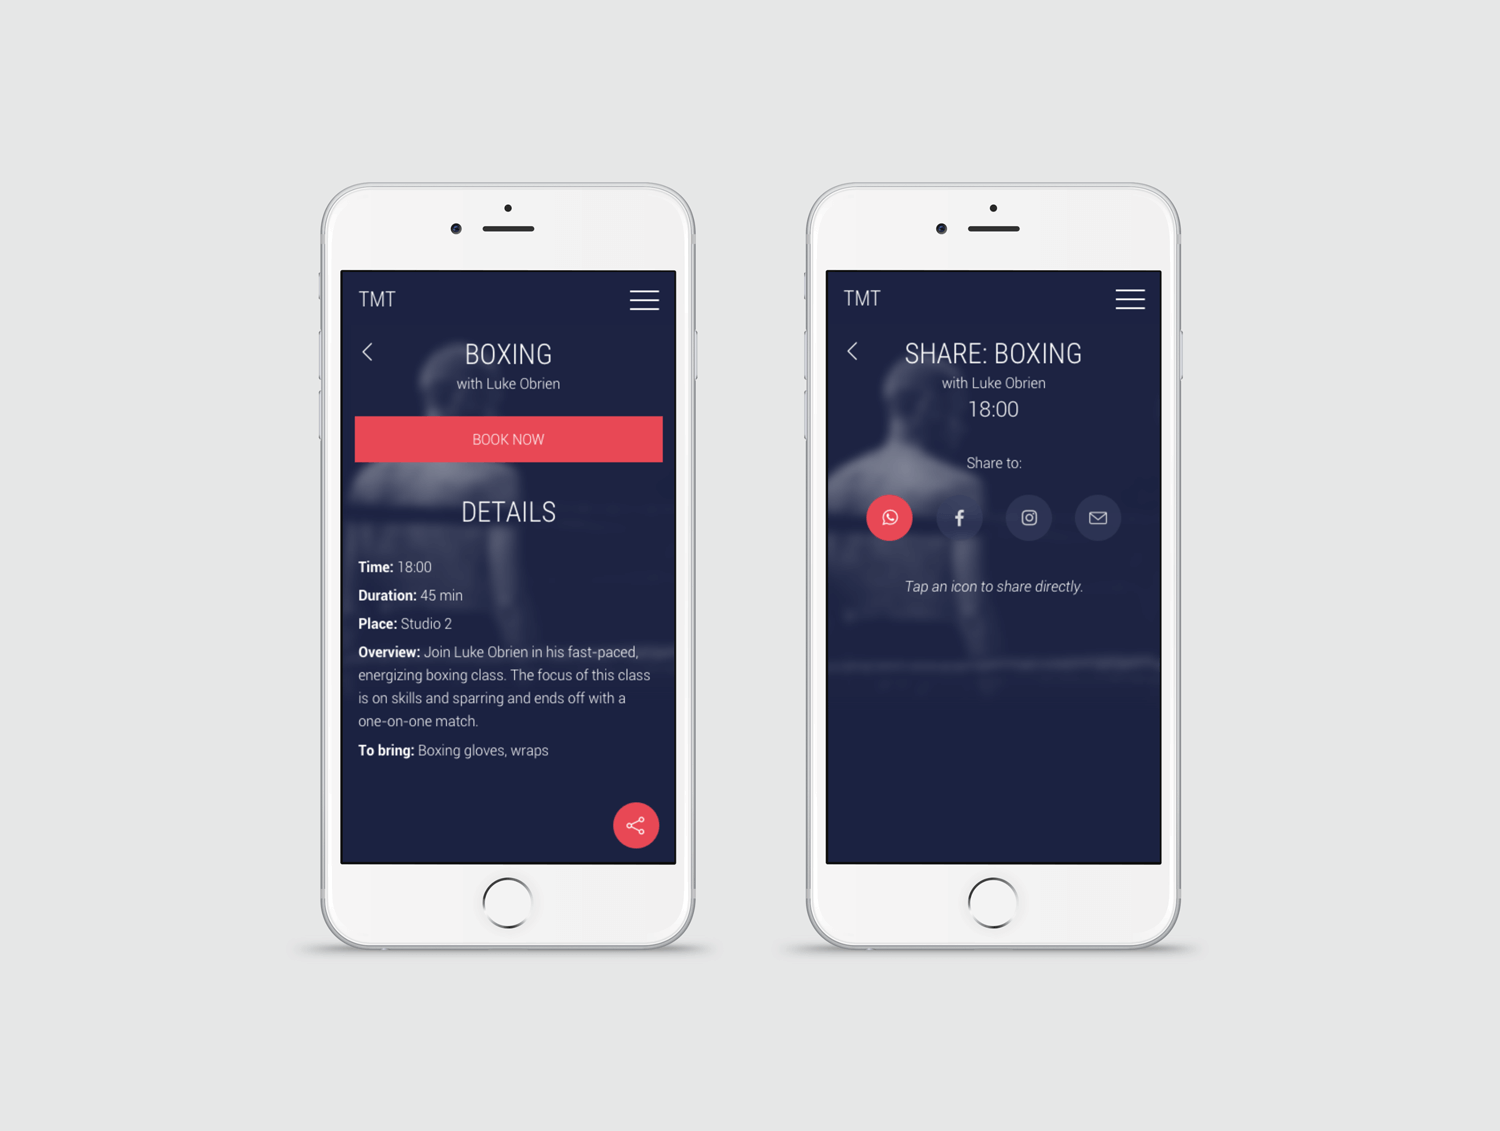 TMT
BOXING
with Luke Obrien
BOOK NOW
DETAILS
Time: 18:00
Duration: 45 min
Place: Studio 2
Overview: Join Luke Obrien in his fast-paced,
energizing boxing class. The focus of this class
is on skills and sparring and ends off with a
one-on-one match.
To bring: Boxing gloves, wraps
TMT
SHARE: BOXING
with Luke Obrien
18:00
Share to:
Tap an icon to share directly.